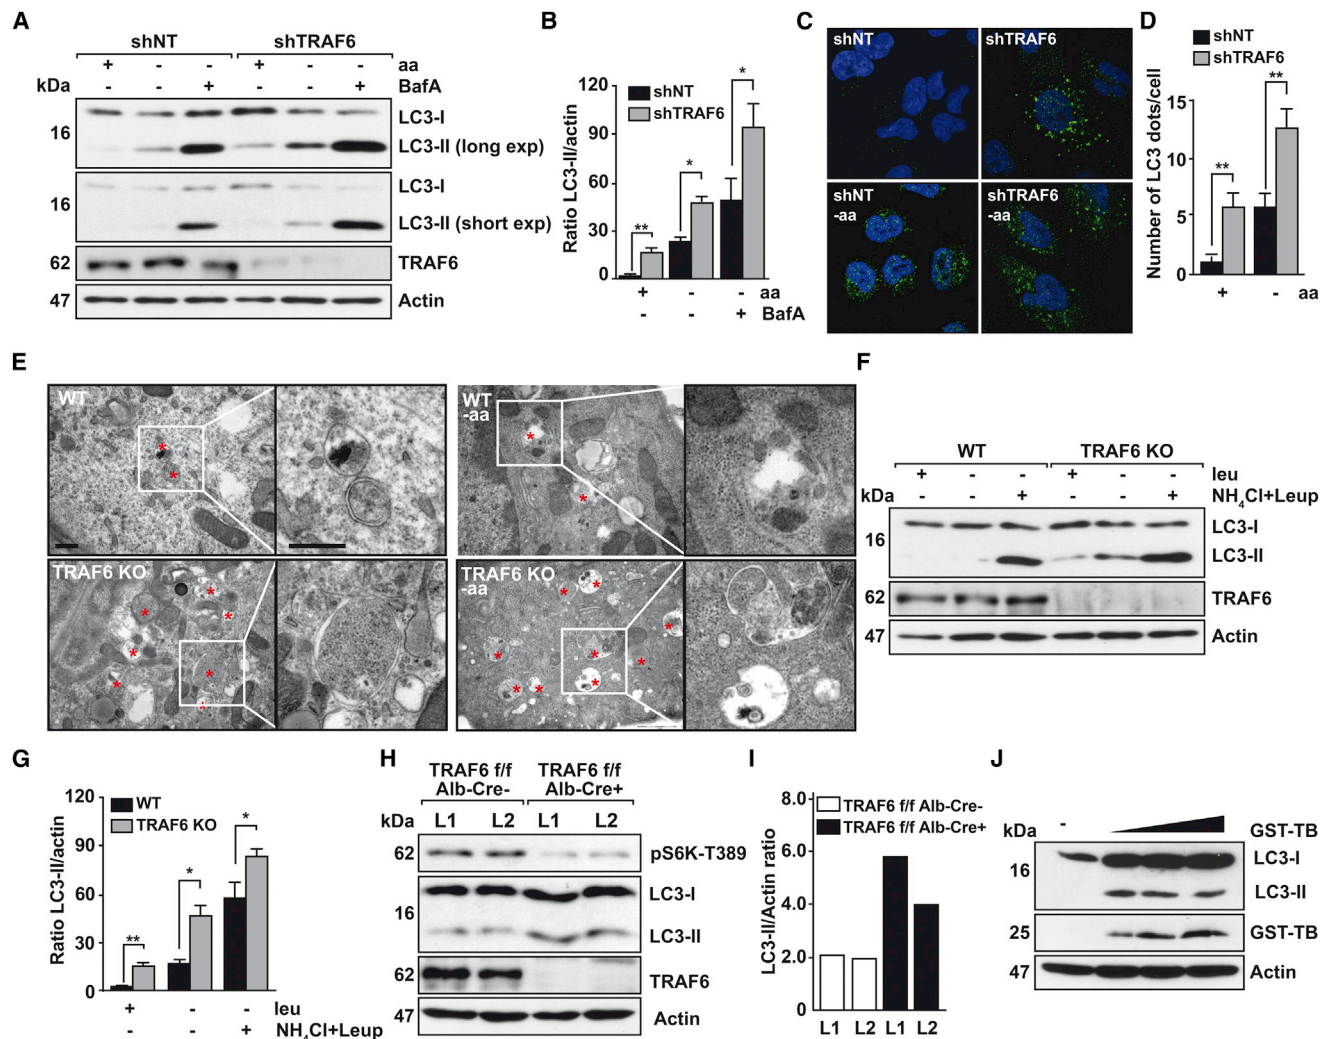 A
shNT shTRAF6
+ - - + - - aa
kDa - - + - - + BafA
LC3-I
16
LC3-II (long exp)
LC3-I
16
LC3-II (short exp)
62 TRAF6
47 Actin
B
shNT
shTRAF6
Ratio LC3-II/actin
120
90
60
30
0
** * *
+ - - aa
- - + BafA
C
shNT shTRAF6
shNT -aa shTRAF6 -aa
D
shNT
shTRAF6
Number of LC3 dots/cell
15
10
5
0
** **
+ - aa
E
WT
WT
-aa
TRAF6 KO
TRAF6 KO
-aa
F
WT TRAF6 KO
+ - - + - - leu
kDa - - + - - + NH4Cl+Leup
LC3-I
16
LC3-II
62 TRAF6
47 Actin
G
WT
TRAF6 KO
Ratio LC3-II/actin
120
90
60
30
0
** * *
+ - - leu
- - + NH4Cl+Leup
H
TRAF6 f/f TRAF6 f/f
Alb-Cre- Alb-Cre+
kDa L1 L2 L1 L2
62 pS6K-T389
LC3-I
16
LC3-II
62 TRAF6
47 Actin
I
TRAF6 f/f Alb-Cre-
TRAF6 f/f Alb-Cre+
LC3-II/Actin ratio
8.0
6.0
4.0
2.0
0
L1 L2 L1 L2
J
kDa - GST-TB
16 LC3-I
LC3-II
25 GST-TB
47 Actin